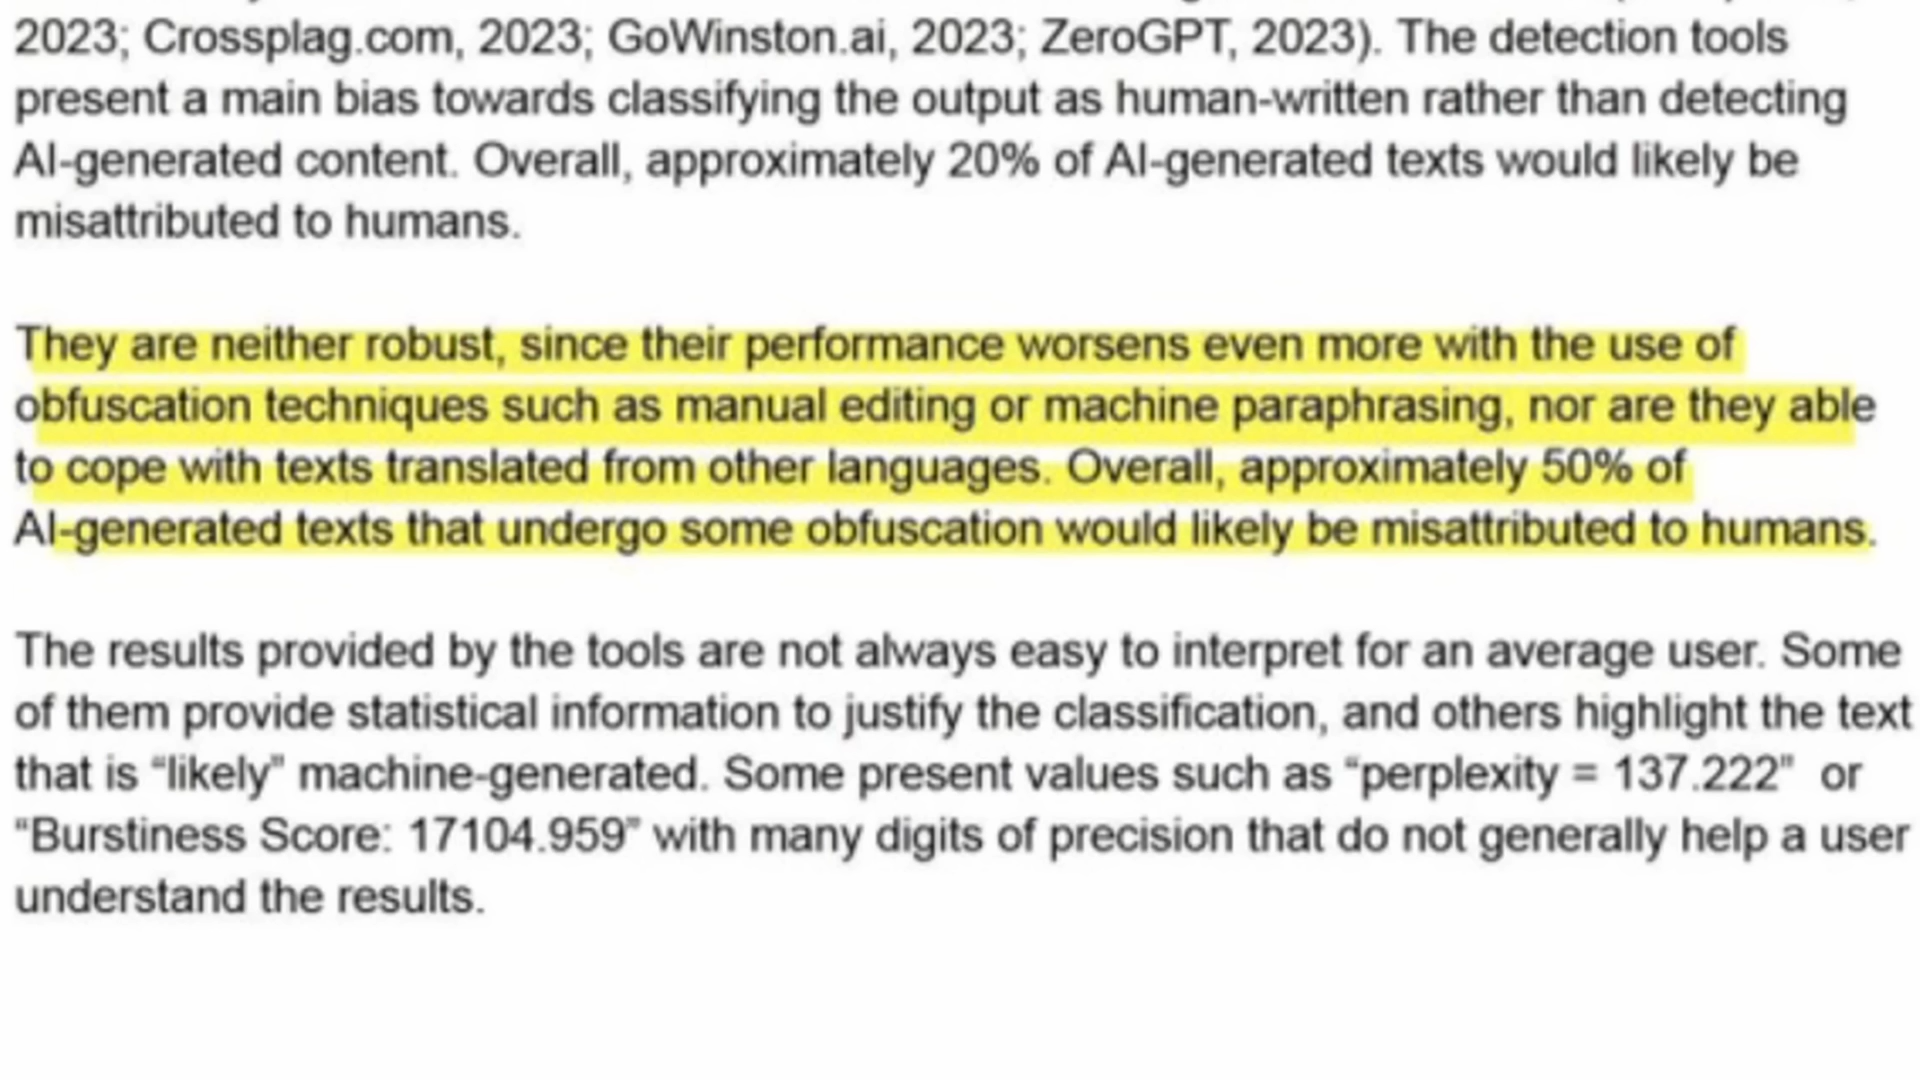 2023; Crossplag.com, 2023; GoWinston.ai, 2023; ZeroGPT, 2023). The detection tools
present a main bias towards classifying the output as human-written rather than detecting
AI-generated content. Overall, approximately 20% of AI-generated texts would likely be
misattributed to humans.
They are neither robust, since their performance worsens even more with the use of
obfuscation techniques such as manual editing or machine paraphrasing, nor are they able
to cope with texts translated from other languages. Overall, approximately 50% of
AI-generated texts that undergo some obfuscation would likely be misattributed to humans.
The results provided by the tools are not always easy to interpret for an average user. Some
of them provide statistical information to justify the classification, and others highlight the text
that is “likely” machine-generated. Some present values such as “perplexity = 137.222” or
“Burstiness Score: 17104.959” with many digits of precision that do not generally help a user
understand the results.